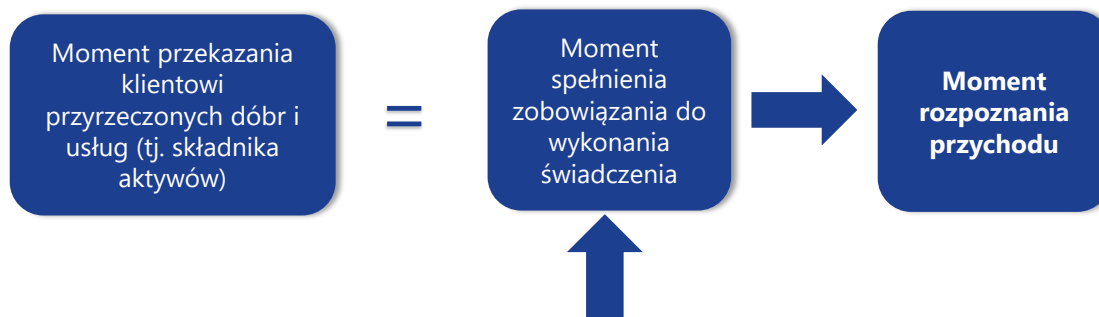 Moment przekazania
klientowi
przyrzeczonych dóbr i
usług (tj. składnika
aktywów)
=
Moment
spełnienia
zobowiązania do
wykonania
świadczenia
Moment
rozpoznania
przychodu